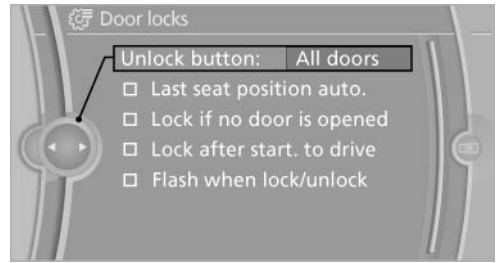 Door locks
Unlock button: All doors
Last seat position auto.
Lock if no door is opened
Lock after start. to drive
Flash when lock/unlock